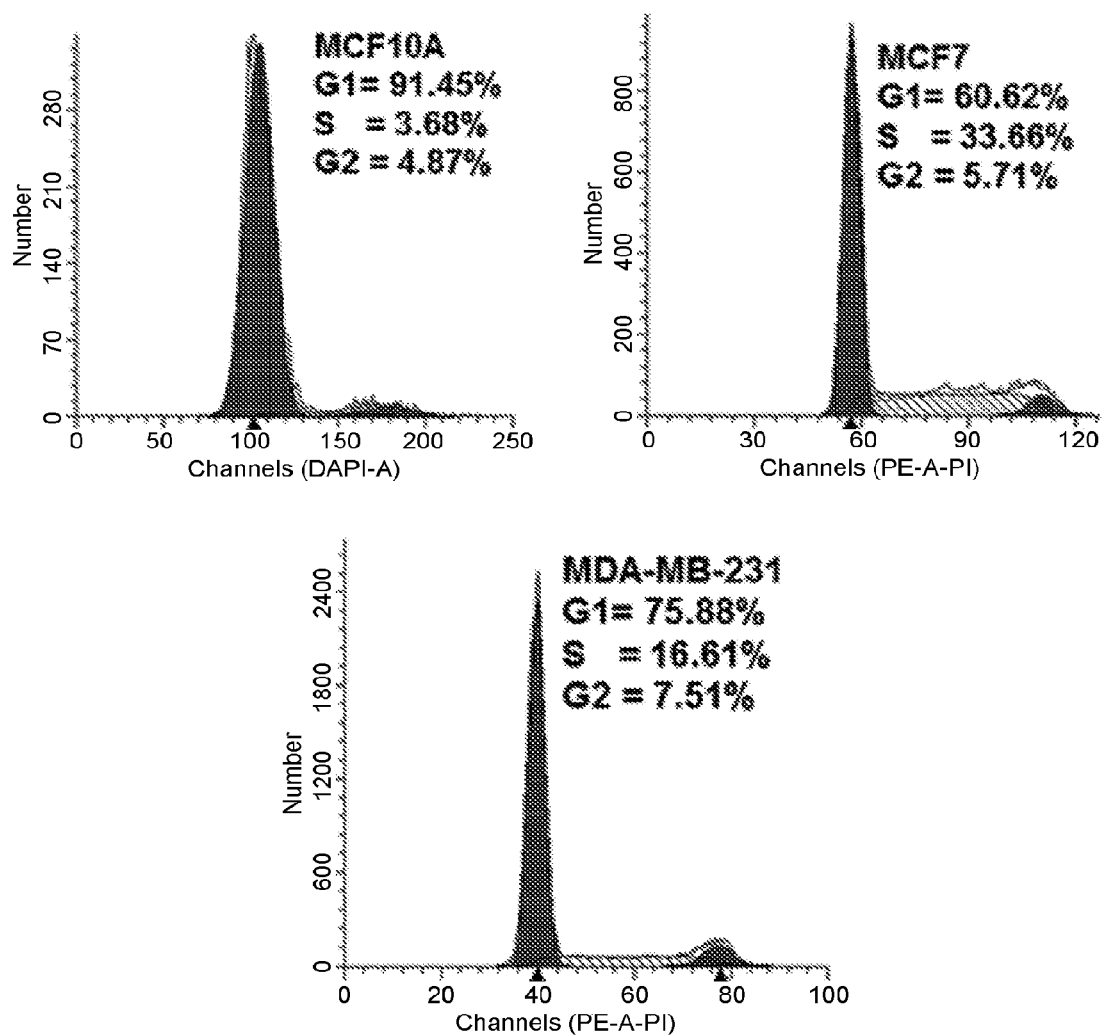 MCF10A
G1= 91.45%
S = 3.68%
G2 = 4.87%
Number
280
210
140
70
0
0 50 100 150 200 250
Channels (DAPI-A)
MCF7
G1= 60.62%
S = 33.66%
G2 = 5.71%
Number
800
600
400
200
0
0 30 60 90 120
Channels (PE-A-PI)
MDA-MB-231
G1= 75.88%
S = 16.61%
G2 = 7.51%
Number
2400
1800
1200
600
0
0 20 40 60 80 100
Channels (PE-A-PI)